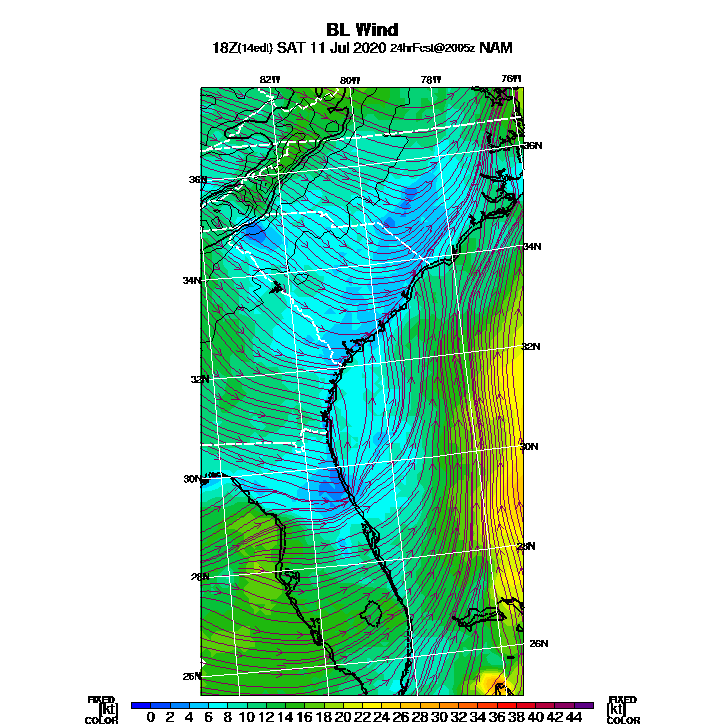 BL Wind
18Z(14edt) SAT 11 Jul 2020 24hrFcst@2005z NAM
82W 80W 78W 76W
36N
36N
34N
34N
32N
32N
30N
30N
28N
28N
26N
26N
FIXED FIXED
[kt] 0 2 4 6 8 10 12 14 16 18 20 22 24 26 28 30 32 34 36 38 40 42 44 [kt]
COLOR COLOR